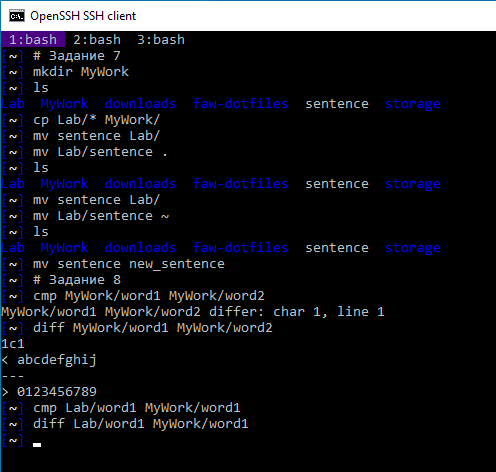 OpenSSH SSH client
1:bash 2:bash 3:bash
[~] # Задание 7
[~] mkdir MyWork
[~] ls
Lab MyWork downloads faw-dotfiles sentence storage
[~] cp Lab/* MyWork/
[~] mv sentence Lab/
[~] mv Lab/sentence .
[~] ls
Lab MyWork downloads faw-dotfiles sentence storage
[~] mv sentence Lab/
[~] mv Lab/sentence ~
[~] ls
Lab MyWork downloads faw-dotfiles sentence storage
[~] mv sentence new_sentence
[~] # Задание 8
[~] cmp MyWork/word1 MyWork/word2
MyWork/word1 MyWork/word2 differ: char 1, line 1
[~] diff MyWork/word1 MyWork/word2
1c1
< abcdefghij
---
> 0123456789
[~] cmp Lab/word1 MyWork/word1
[~] diff Lab/word1 MyWork/word1
[~]